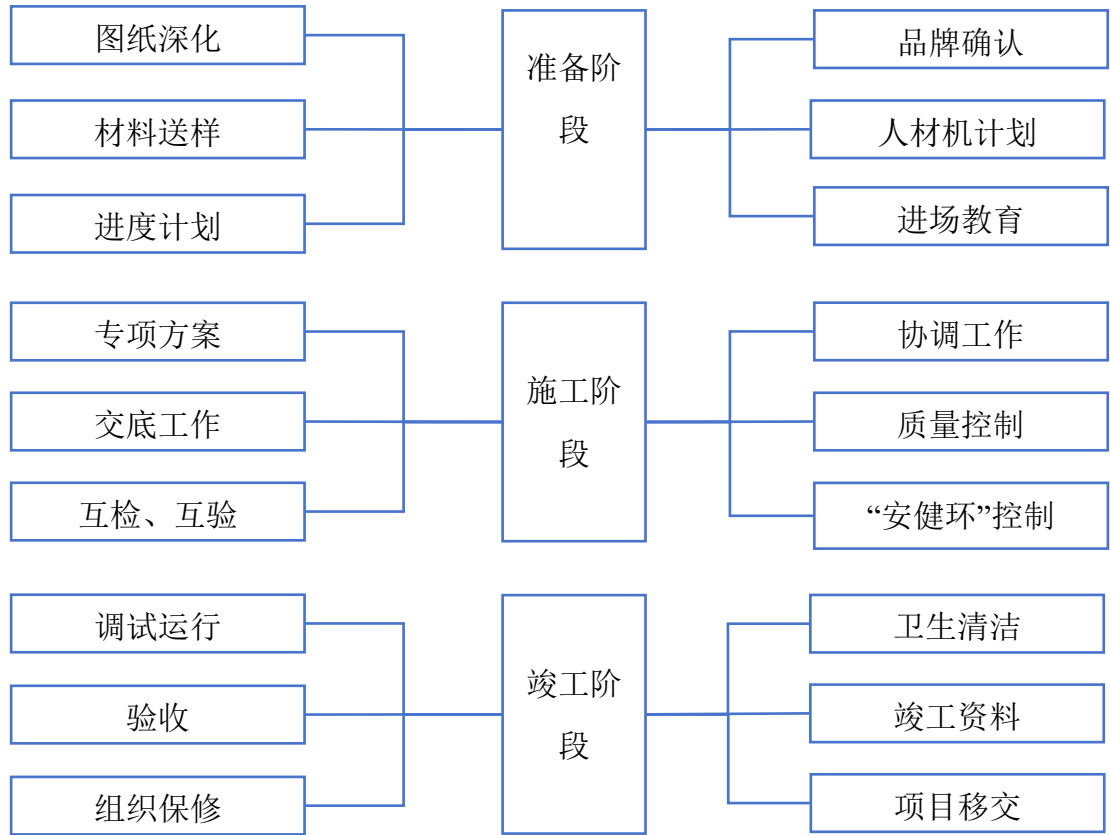 图纸深化
材料送样
进度计划
准备阶
段
品牌确认
人材机计划
进场教育
专项方案
交底工作
互检、互验
施工阶
段
协调工作
质量控制
“安健环”控制
调试运行
验收
组织保修
竣工阶
段
卫生清洁
竣工资料
项目移交